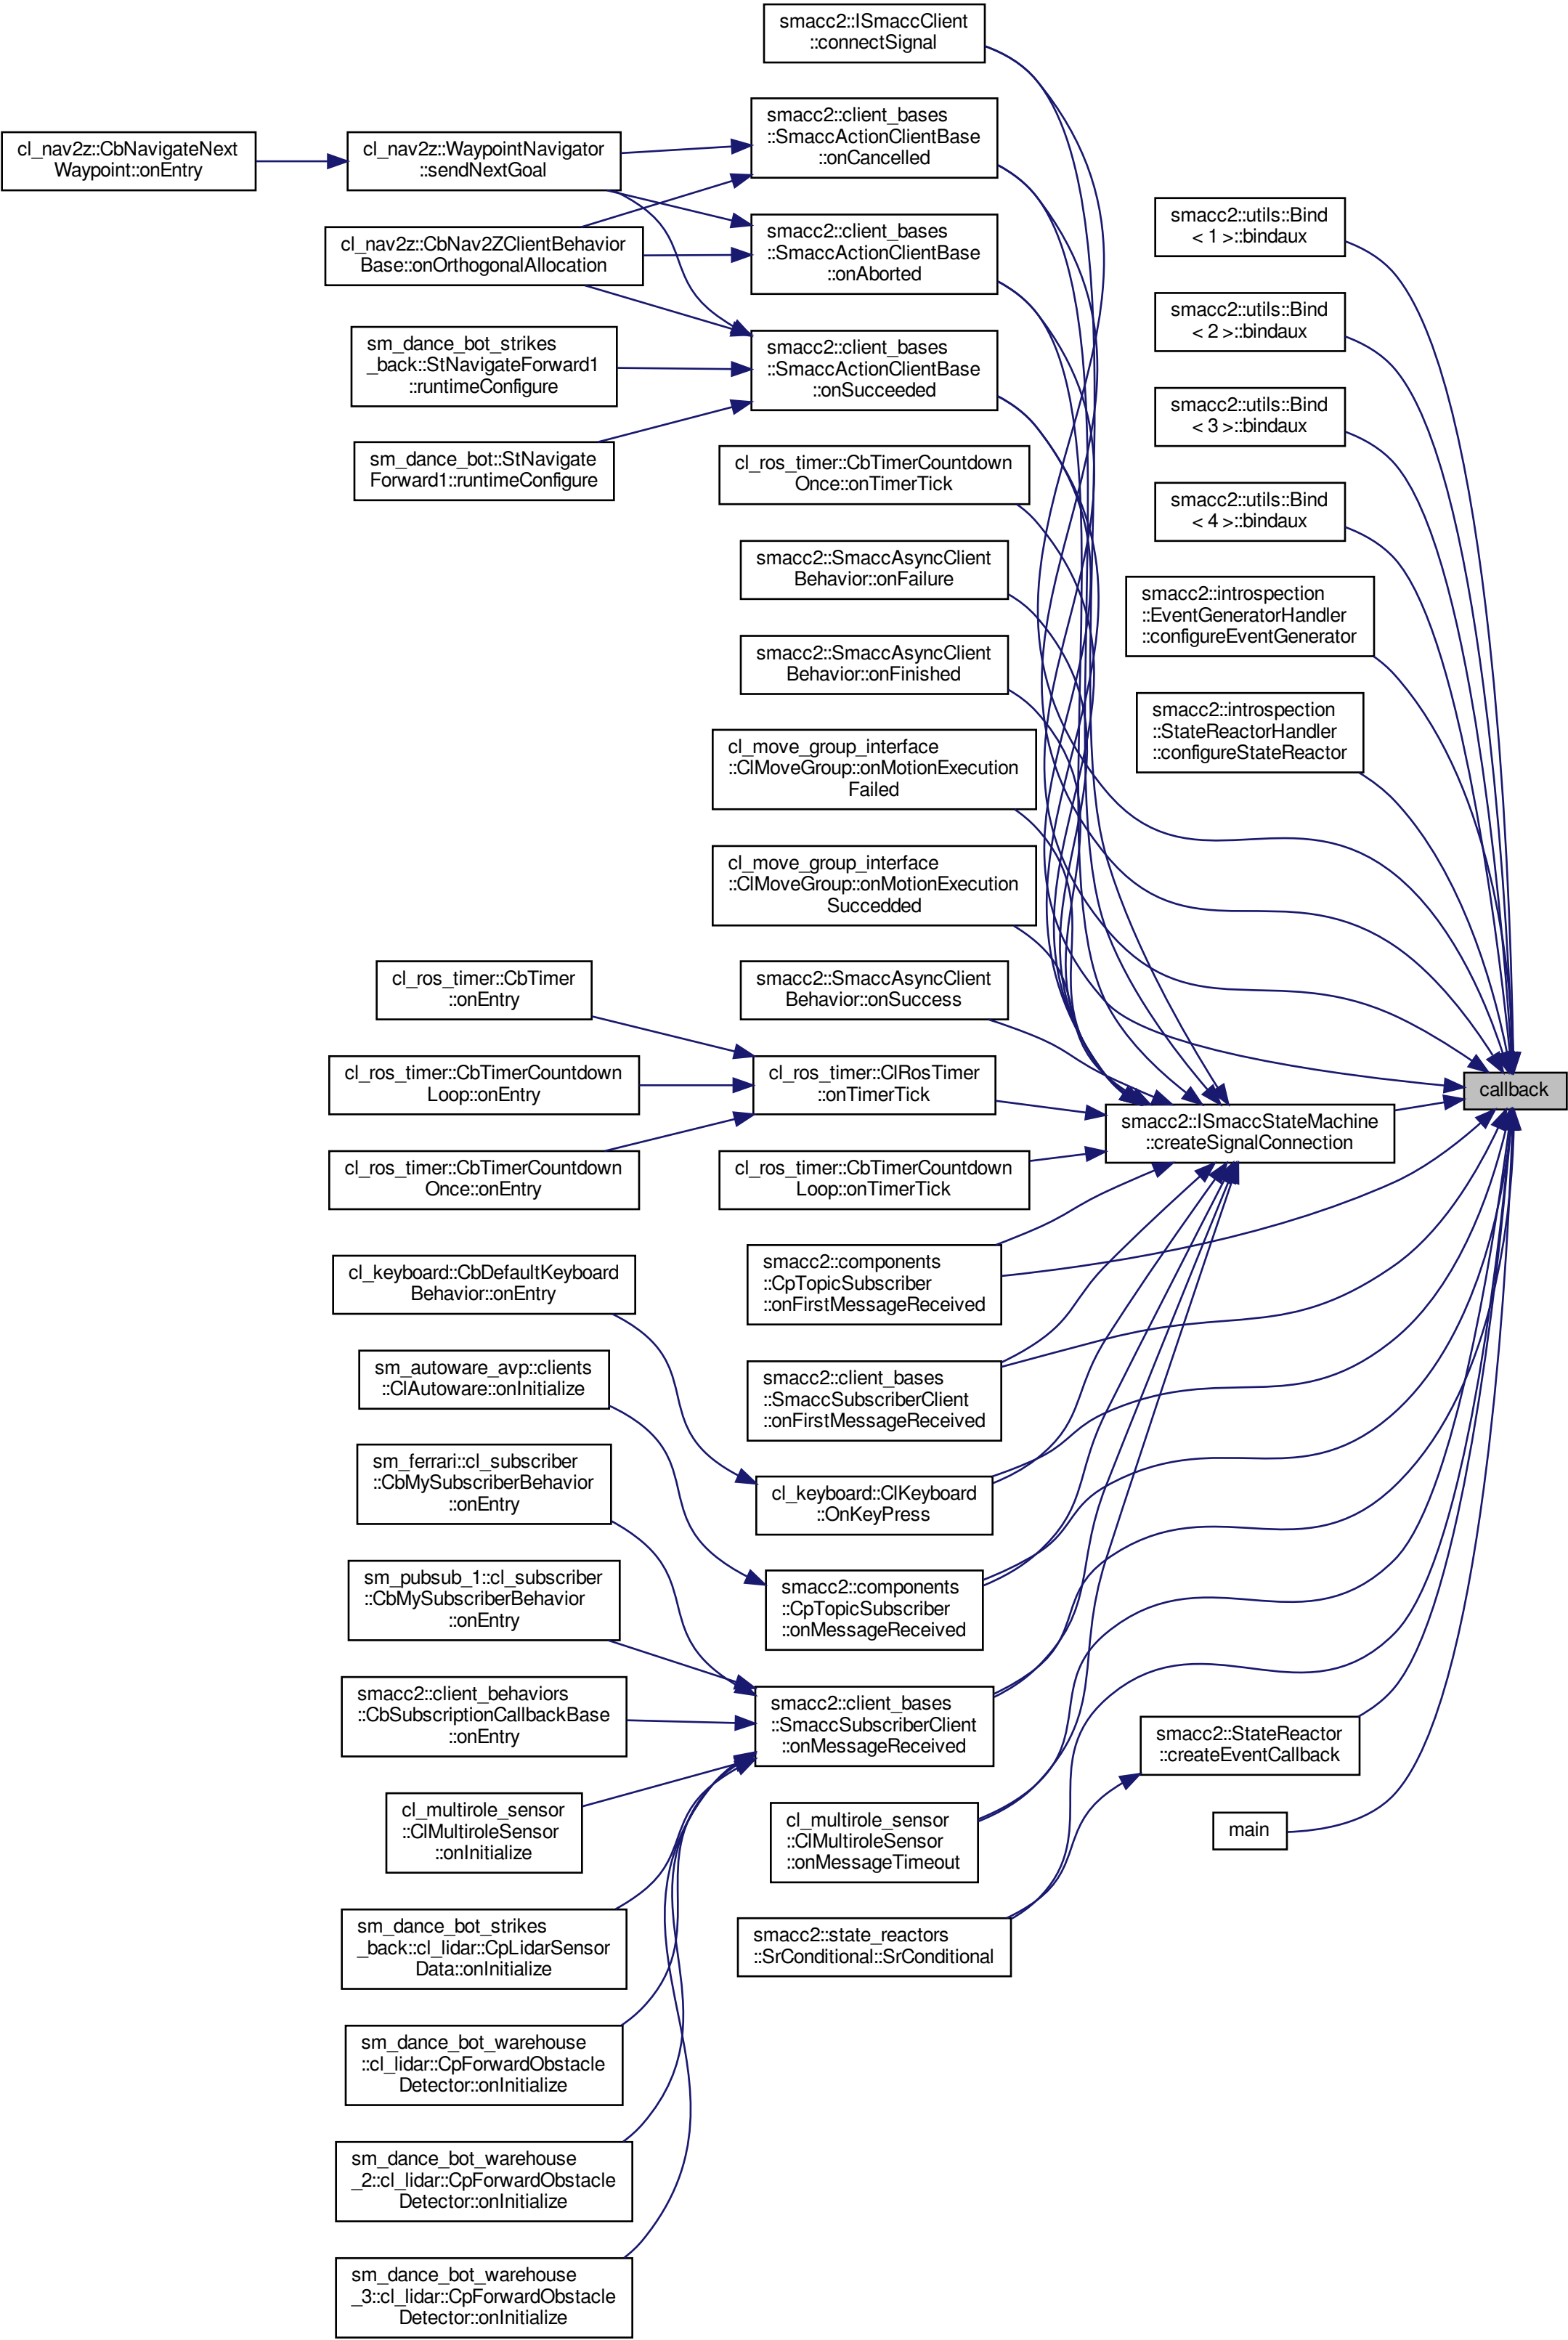 smacc2::ISmaccClient
::connectSignal
smacc2::client_bases
::SmaccActionClientBase
::onCancelled
cl_nav2z::CbNavigateNext
Waypoint::onEntry
cl_nav2z::WaypointNavigator
::sendNextGoal
smacc2::utils::Bind
< 1 >::bindaux
smacc2::client_bases
::SmaccActionClientBase
::onAborted
cl_nav2z::CbNav2ZClientBehavior
Base::onOrthogonalAllocation
smacc2::utils::Bind
< 2 >::bindaux
sm_dance_bot_strikes
_back::StNavigateForward1
::runtimeConfigure
smacc2::client_bases
::SmaccActionClientBase
::onSucceeded
smacc2::utils::Bind
< 3 >::bindaux
sm_dance_bot::StNavigate
Forward1::runtimeConfigure
cl_ros_timer::CbTimerCountdown
Once::onTimerTick
smacc2::utils::Bind
< 4 >::bindaux
smacc2::SmaccAsyncClient
Behavior::onFailure
smacc2::introspection
::EventGeneratorHandler
::configureEventGenerator
smacc2::SmaccAsyncClient
Behavior::onFinished
smacc2::introspection
::StateReactorHandler
::configureStateReactor
cl_move_group_interface
::ClMoveGroup::onMotionExecution
Failed
cl_move_group_interface
::ClMoveGroup::onMotionExecution
Succedded
cl_ros_timer::CbTimer
::onEntry
smacc2::SmaccAsyncClient
Behavior::onSuccess
cl_ros_timer::CbTimerCountdown
Loop::onEntry
cl_ros_timer::ClRosTimer
::onTimerTick
callback
smacc2::ISmaccStateMachine
::createSignalConnection
cl_ros_timer::CbTimerCountdown
Once::onEntry
cl_ros_timer::CbTimerCountdown
Loop::onTimerTick
cl_keyboard::CbDefaultKeyboard
Behavior::onEntry
smacc2::components
::CpTopicSubscriber
::onFirstMessageReceived
sm_autoware_avp::clients
::ClAutoware::onInitialize
smacc2::client_bases
::SmaccSubscriberClient
::onFirstMessageReceived
sm_ferrari::cl_subscriber
::CbMySubscriberBehavior
::onEntry
cl_keyboard::ClKeyboard
::OnKeyPress
sm_pubsub_1::cl_subscriber
::CbMySubscriberBehavior
::onEntry
smacc2::components
::CpTopicSubscriber
::onMessageReceived
smacc2::client_behaviors
::CbSubscriptionCallbackBase
::onEntry
smacc2::client_bases
::SmaccSubscriberClient
::onMessageReceived
smacc2::StateReactor
::createEventCallback
cl_multirole_sensor
::ClMultiroleSensor
::onInitialize
cl_multirole_sensor
::ClMultiroleSensor
::onMessageTimeout
main
sm_dance_bot_strikes
_back::cl_lidar::CpLidarSensor
Data::onInitialize
smacc2::state_reactors
::SrConditional::SrConditional
sm_dance_bot_warehouse
::cl_lidar::CpForwardObstacle
Detector::onInitialize
sm_dance_bot_warehouse
_2::cl_lidar::CpForwardObstacle
Detector::onInitialize
sm_dance_bot_warehouse
_3::cl_lidar::CpForwardObstacle
Detector::onInitialize